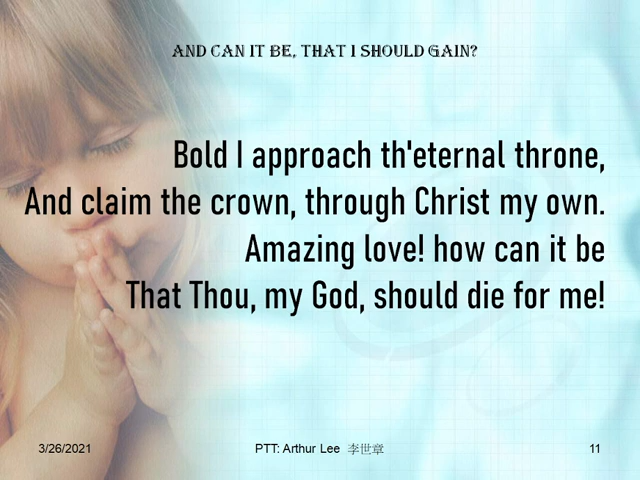 AND CAN IT BE, THAT I SHOULD GAIN?
Bold I approach th'eternal throne,
And claim the crown, through Christ my own.
Amazing love! how can it be
That Thou, my God, should die for me!
3/26/2021
PTT: Arthur Lee 李世章
11